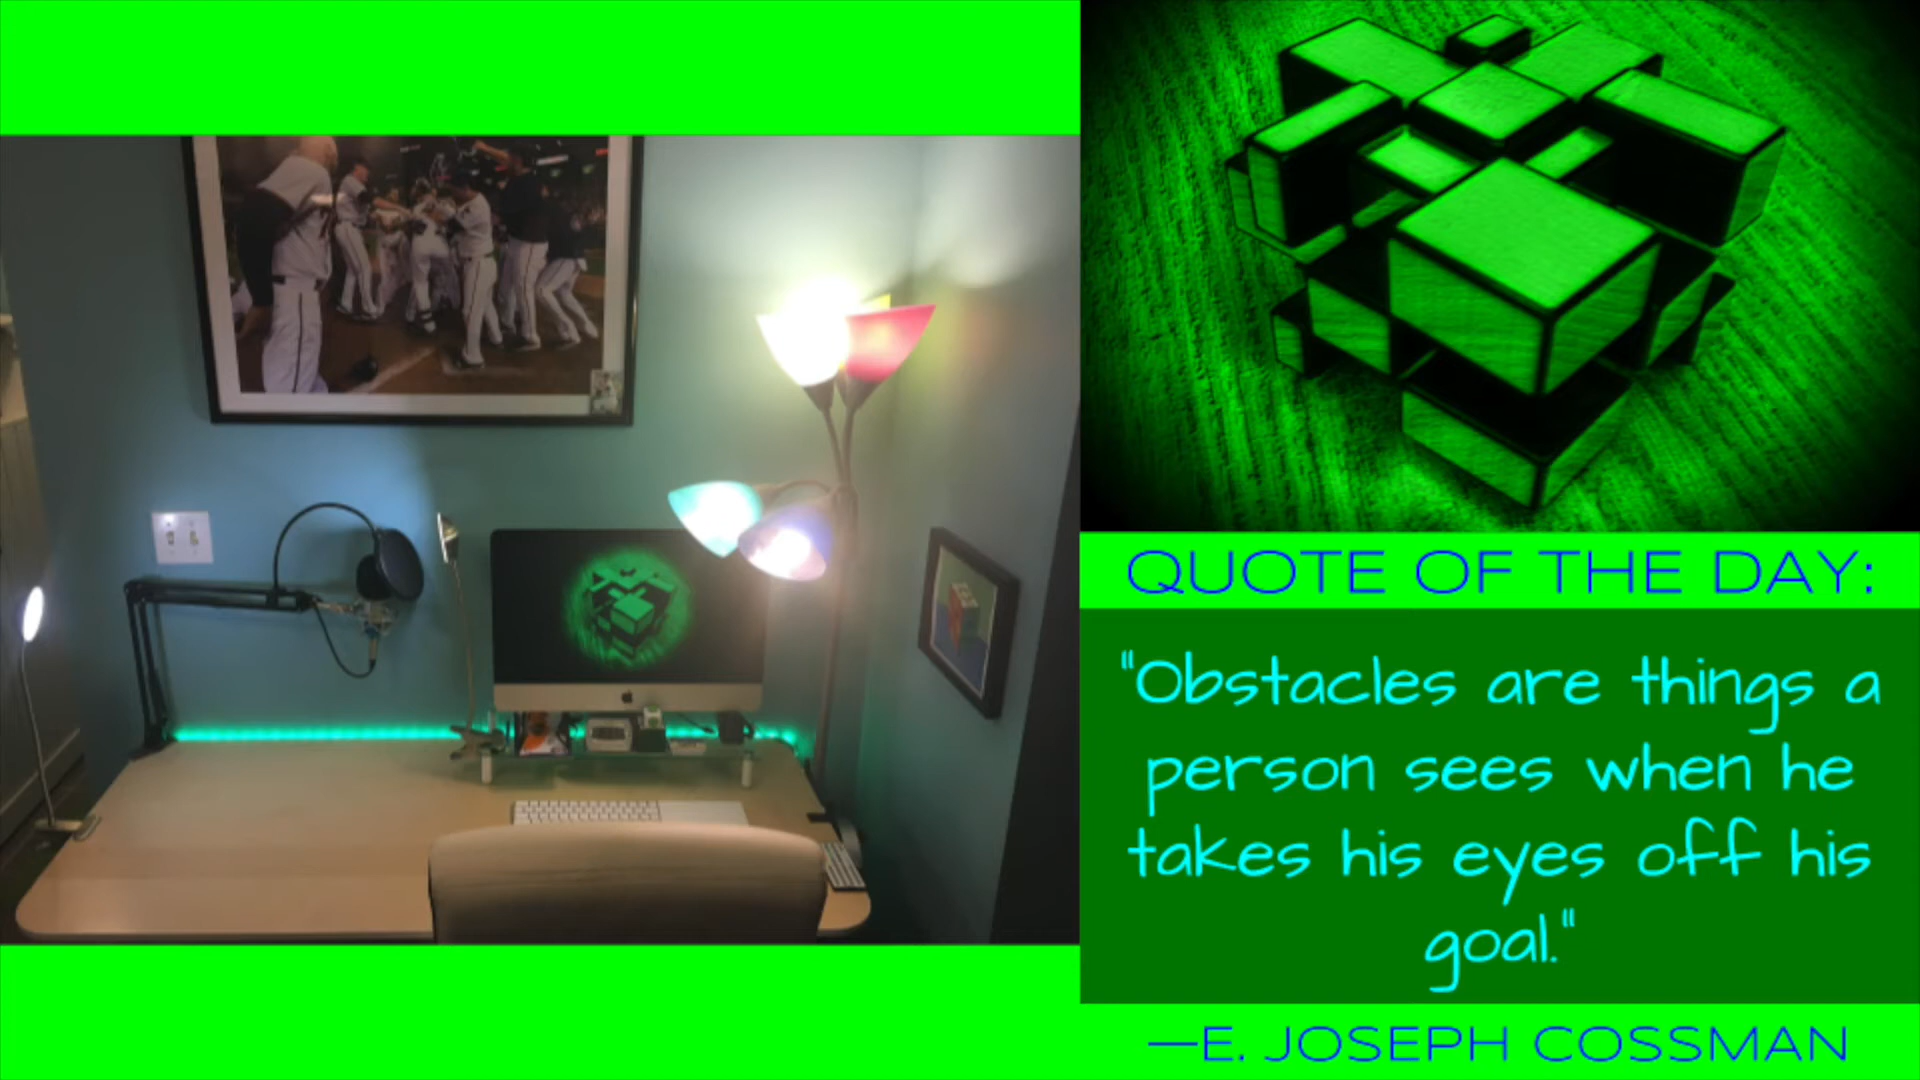 QUOTE OF THE DAY:
"Obstacles are things a
person sees when he
takes his eyes off his
goal."
—E. JOSEPH COSSMAN